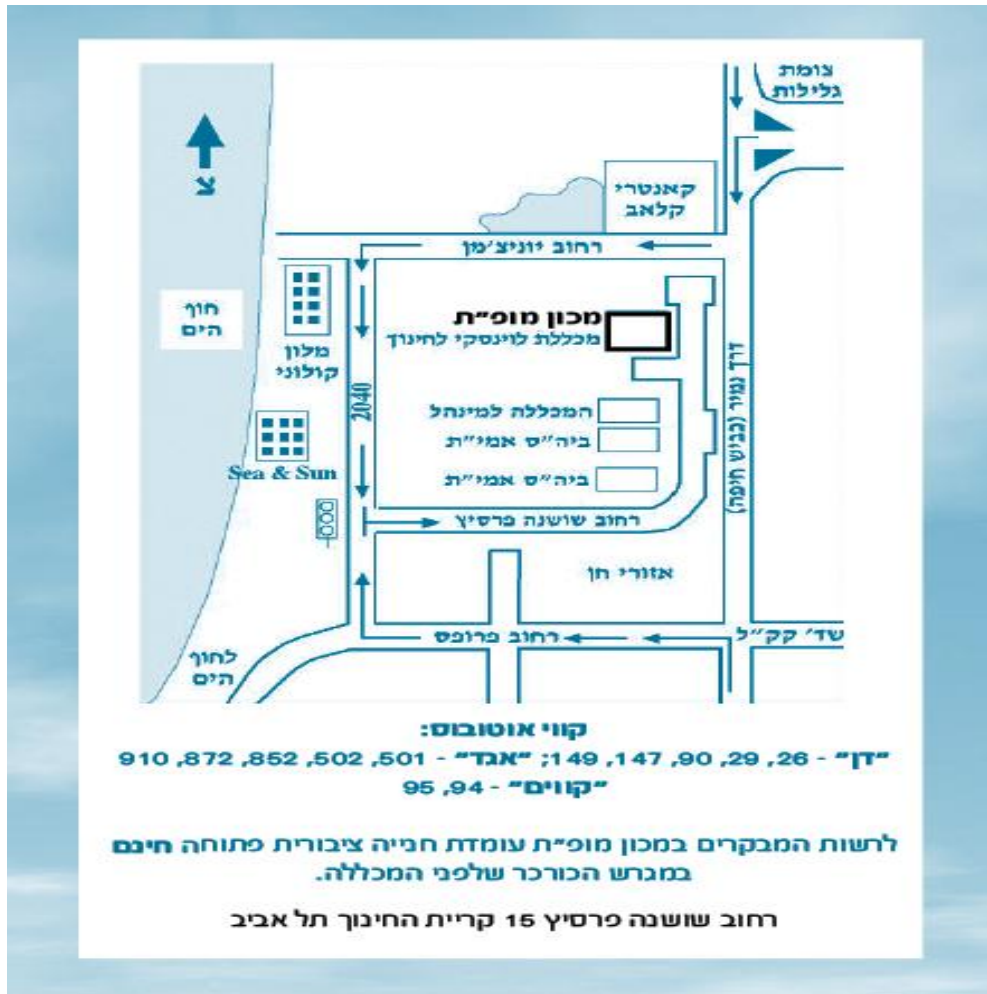 צומת
גלילות
צ
קאנטרי
קלאב
רחוב יוניצ'מן
חוף
הים
מלון
קולוני
מכון מופ״ת
מכללת לוינסקי לחינוך
2040
המכללה למינהל
ביה״ס אמי״ת
ביה״ס אמי״ת
דרך נמיר (כביש חיפה)
Sea & Sun
רחוב שושנה פרסיץ
אזורי חן
שד' קק״ל
רחוב פרופס
לחוף
הים
קווי אוטובוס:
״דן״ - 26, 29, 90, 147, 149; ״אגד״ - 501, 502, 852, 872, 910
״קווים״ - 94, 95
לרשות המבקרים במכון מופ״ת עומדת חנייה ציבורית פתוחה חינם
במגרש הכורכר שלפני המכללה.
רחוב שושנה פרסיץ 15 קריית החינוך תל אביב